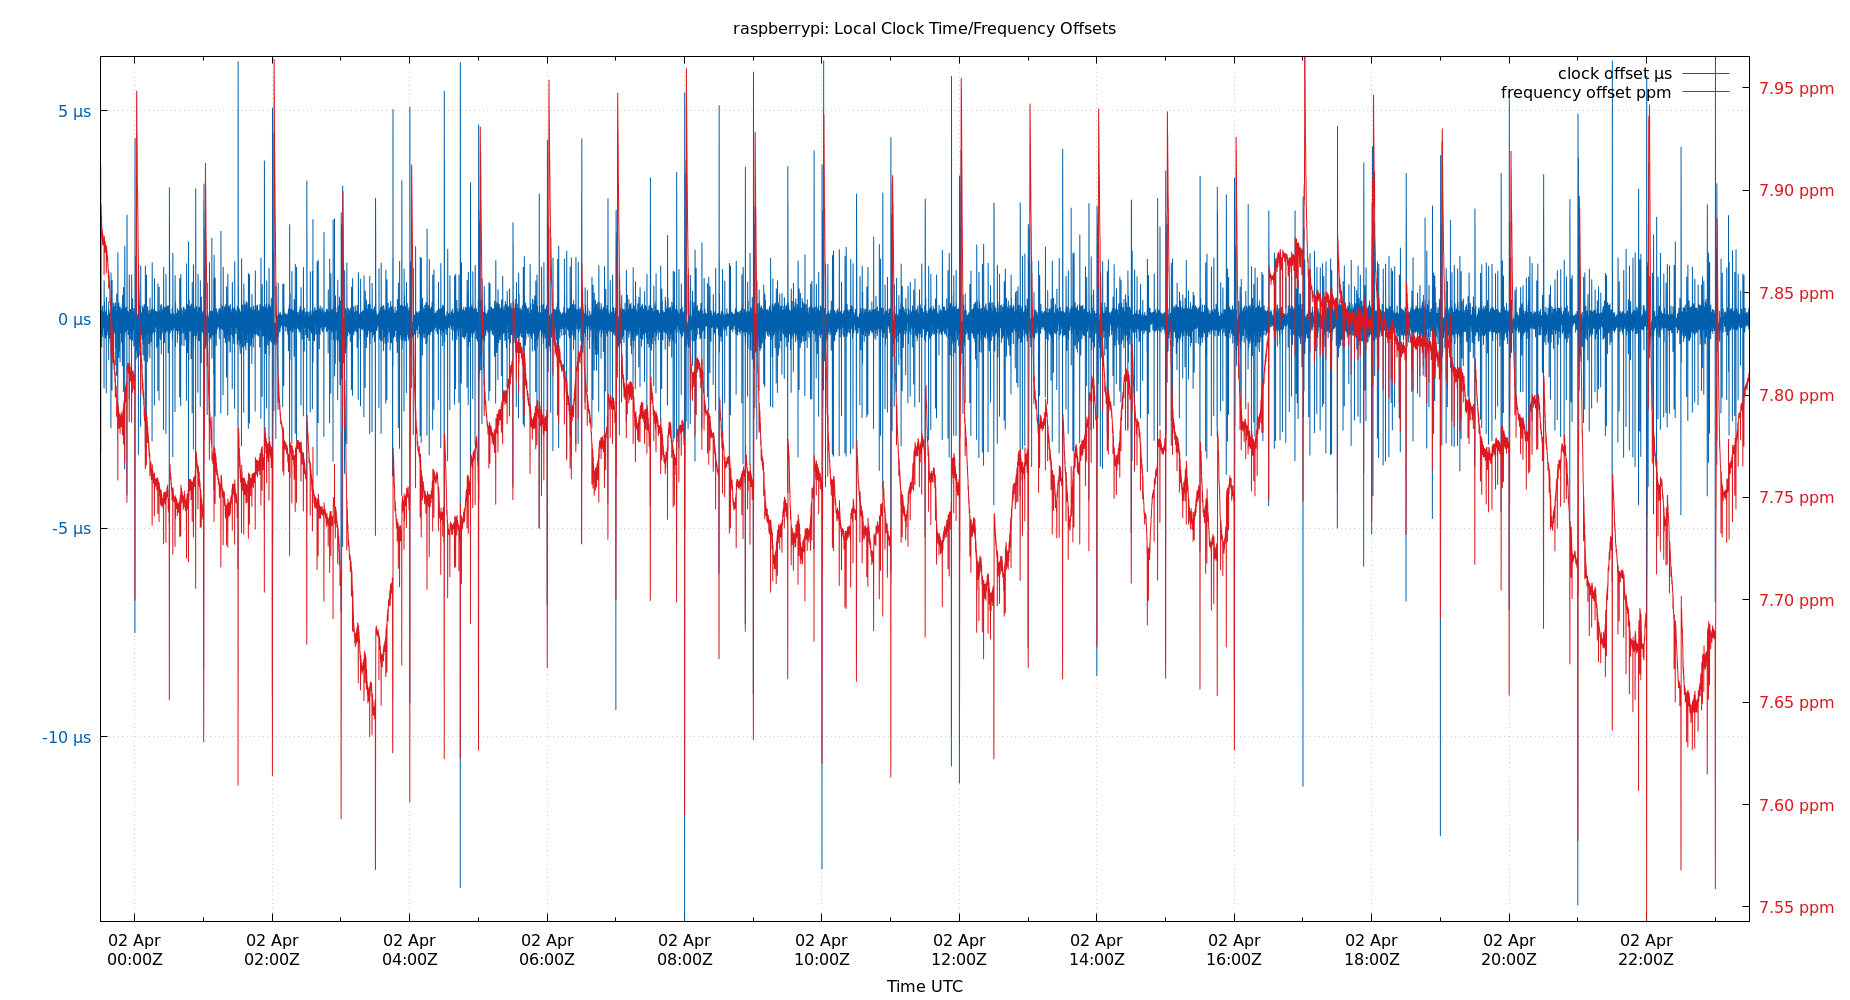 raspberrypi: Local Clock Time/Frequency Offsets
clock offset µs
frequency offset ppm
5 µs
0 µs
-5 µs
-10 µs
7.95 ppm
7.90 ppm
7.85 ppm
7.80 ppm
7.75 ppm
7.70 ppm
7.65 ppm
7.60 ppm
7.55 ppm
02 Apr 02 Apr 02 Apr 02 Apr 02 Apr 02 Apr 02 Apr 02 Apr 02 Apr 02 Apr 02 Apr 02 Apr
00:00Z 02:00Z 04:00Z 06:00Z 08:00Z 10:00Z 12:00Z 14:00Z 16:00Z 18:00Z 20:00Z 22:00Z
Time UTC